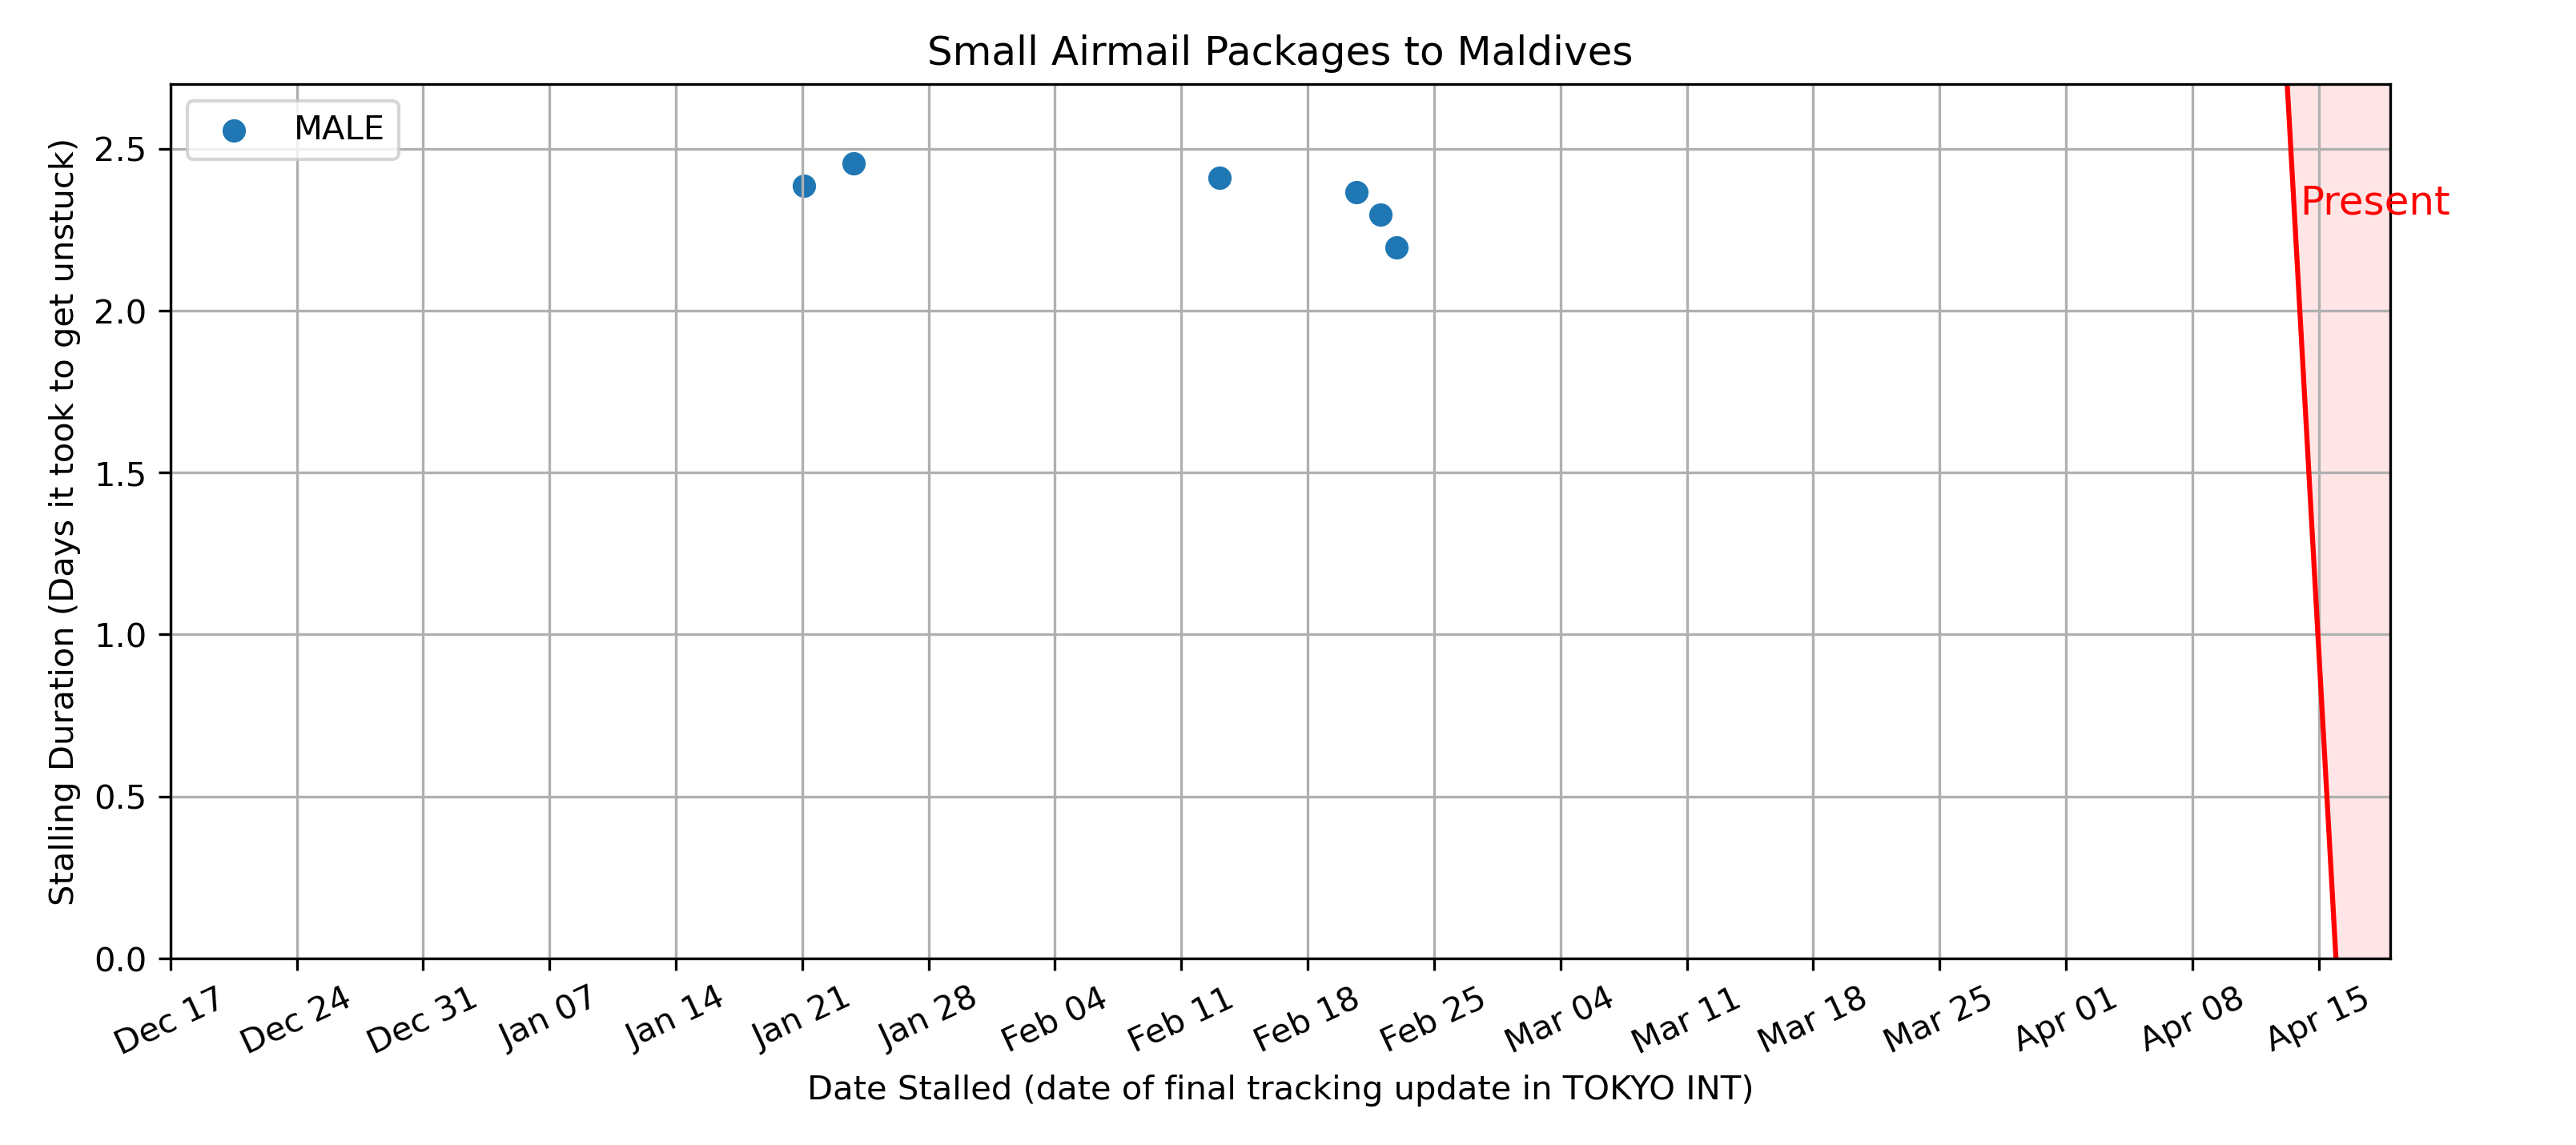 Small Airmail Packages to Maldives
MALE
Present
Stalling Duration (Days it took to get unstuck)
2.5
2.0
1.5
1.0
0.5
0.0
Dec 17
Dec 24
Dec 31
Jan 07
Jan 14
Jan 21
Jan 28
Feb 04
Feb 11
Feb 18
Feb 25
Mar 04
Mar 11
Mar 18
Mar 25
Apr 01
Apr 08
Apr 15
Date Stalled (date of final tracking update in TOKYO INT)